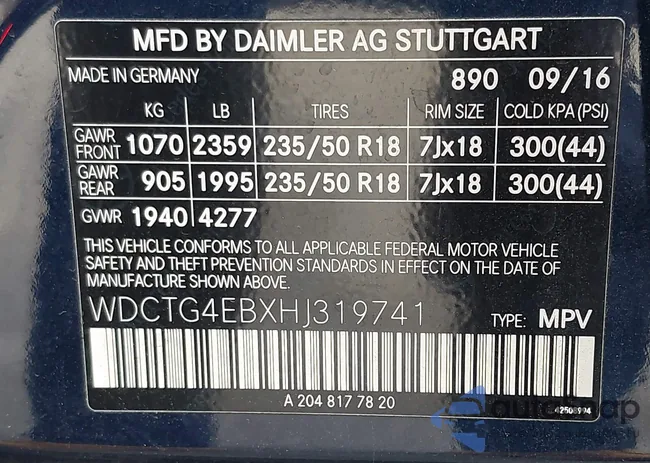 MFD BY DAIMLER AG STUTTGART
MADE IN GERMANY 890 09/16
KG LB TIRES RIM SIZE COLD KPA (PSI)
GAWR FRONT 1070 2359 235/50 R18 7Jx18 300(44)
GAWR REAR 905 1995 235/50 R18 7Jx18 300(44)
GVWR 1940 4277
THIS VEHICLE CONFORMS TO ALL APPLICABLE FEDERAL MOTOR VEHICLE
SAFETY AND THEFT PREVENTION STANDARDS IN EFFECT ON THE DATE OF
MANUFACTURE SHOWN ABOVE.
WDCTG4EBXHJ319741 TYPE: MPV
A 204 817 78 20